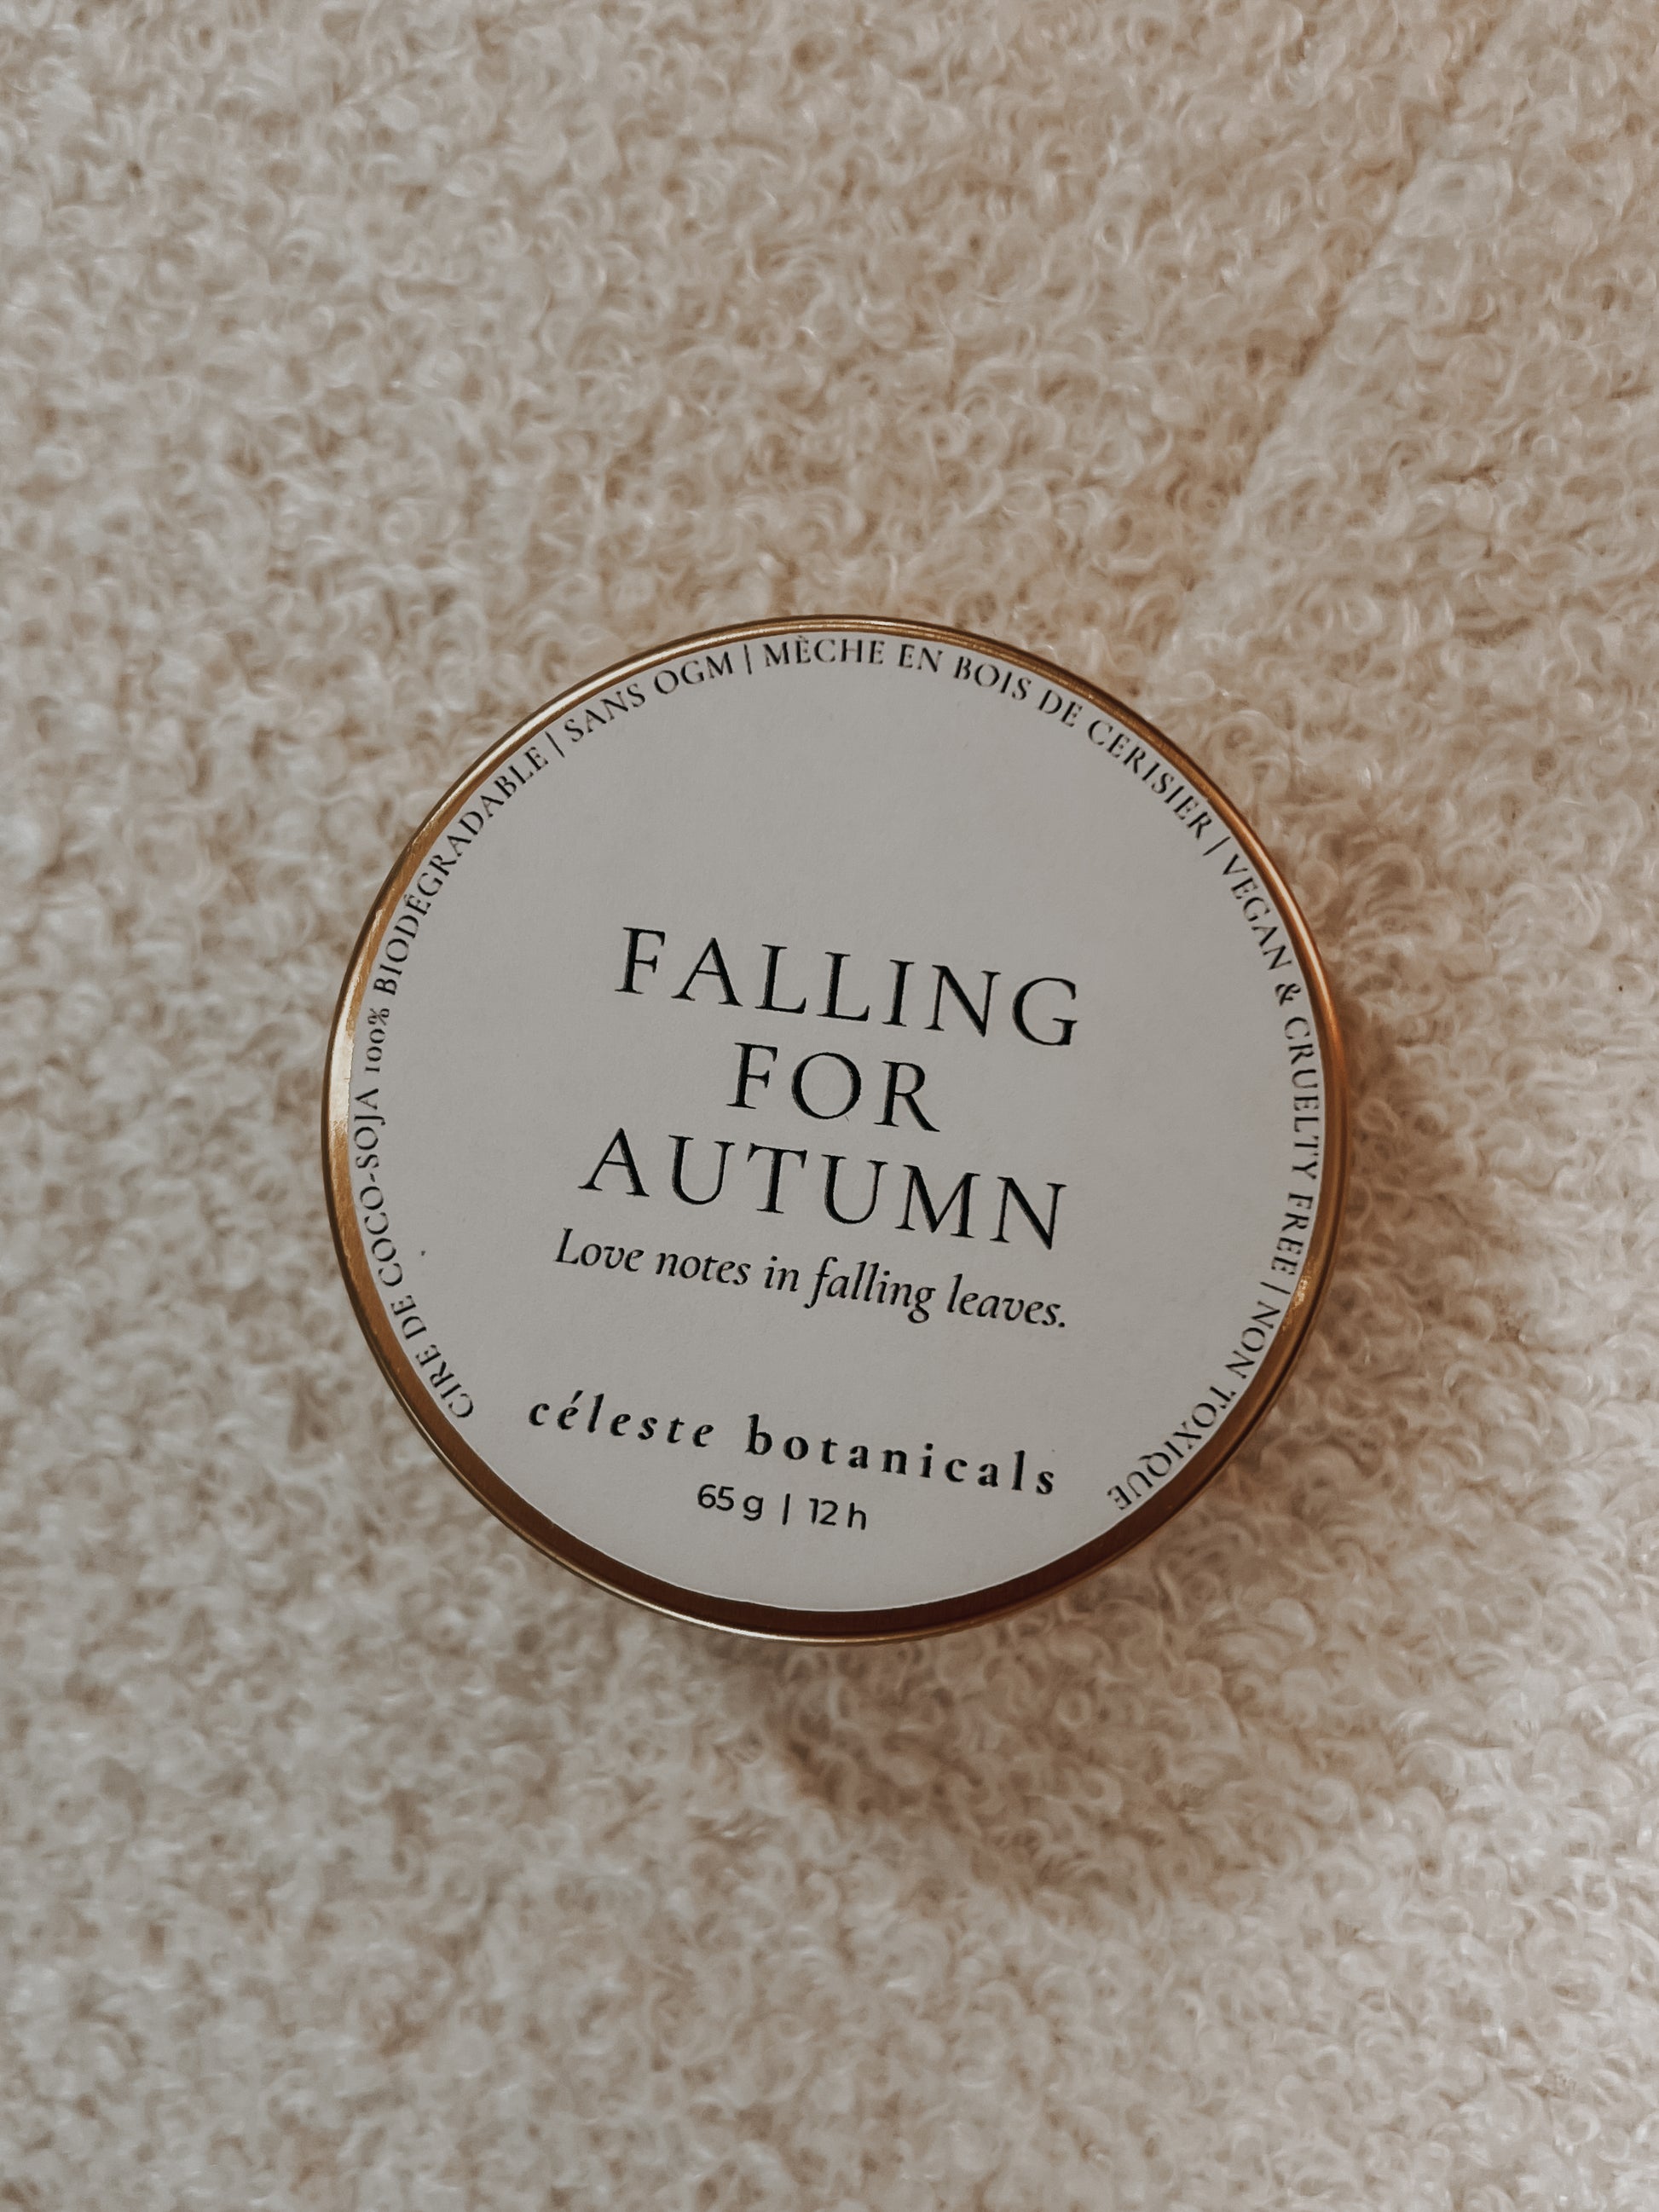 CIRE DE COCO-SOJA 100% BIODÉGRADABLE | SANS OGM | MÈCHE EN BOIS DE CERISIER | VEGAN & CRUELTY FREE | NON TOXIQUE
FALLING
FOR
AUTUMN
Love notes in falling leaves.
céleste botanicals
65 g | 12 h